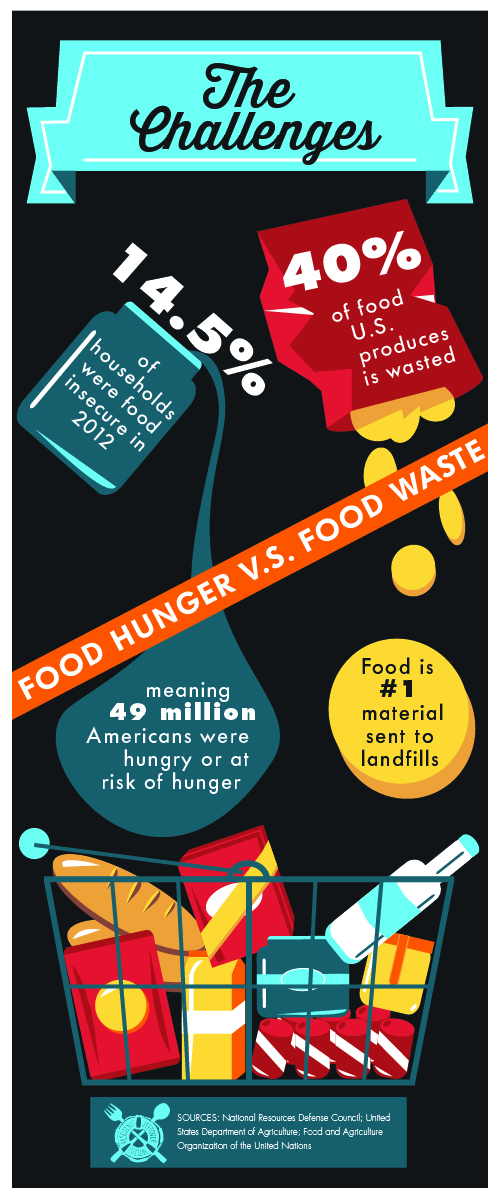 The
Challenges
14.5%
of
households
were food
insecure in
2012
40%
of food
U.S.
produces
is wasted
FOOD HUNGER V.S. FOOD WASTE
meaning
49 million
Americans were
hungry or at
risk of hunger
Food is
#1
material
sent to
landfills
SOURCES: National Resources Defense Council; United
States Department of Agriculture; Food and Agriculture
Organization of the United Nations